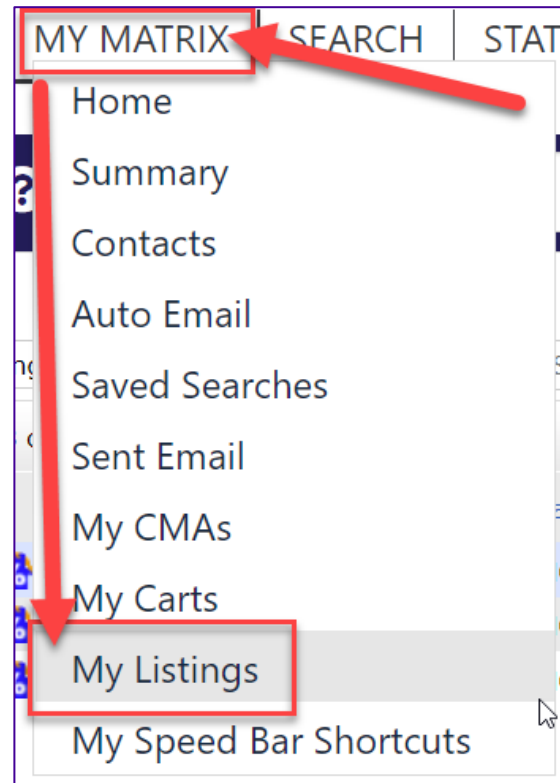 MY MATRIX SEARCH STAT
Home
?
Summary
Contacts
Auto Email
Saved Searches
Sent Email
My CMAs
My Carts
My Listings
My Speed Bar Shortcuts